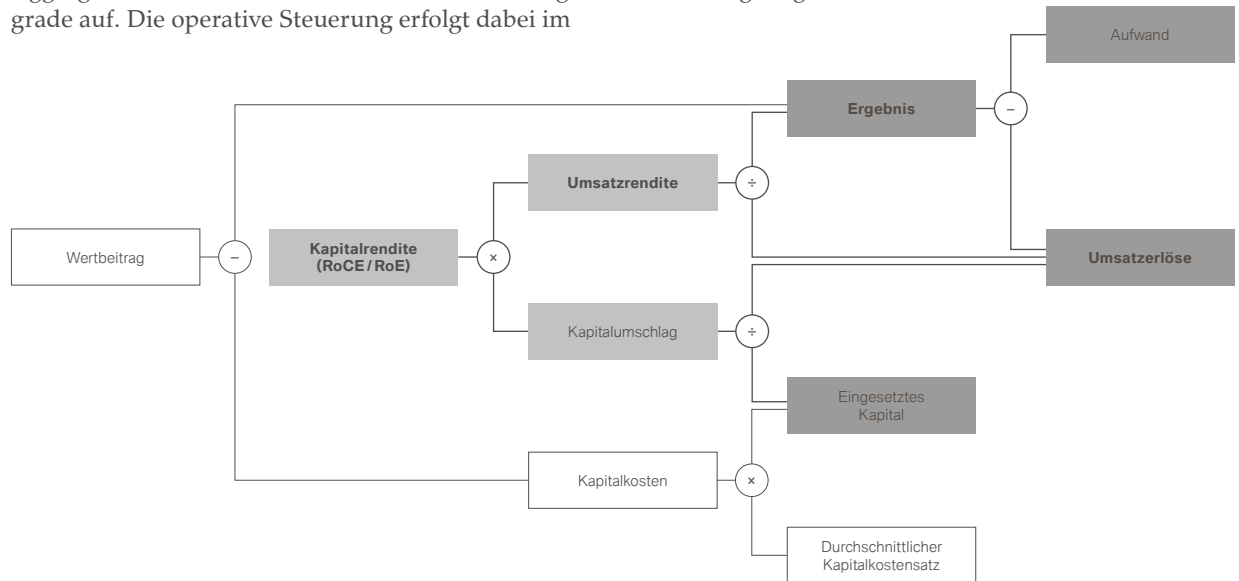 grade auf. Die operative Steuerung erfolgt dabei im
Aufwand
Ergebnis
–
Umsatzrendite
÷
Wertbeitrag
–
Kapitalrendite
(RoCE / RoE)
×
Umsatzerlöse
Kapitalumschlag
÷
Eingesetztes
Kapital
Kapitalkosten
×
Durchschnittlicher
Kapitalkostensatz